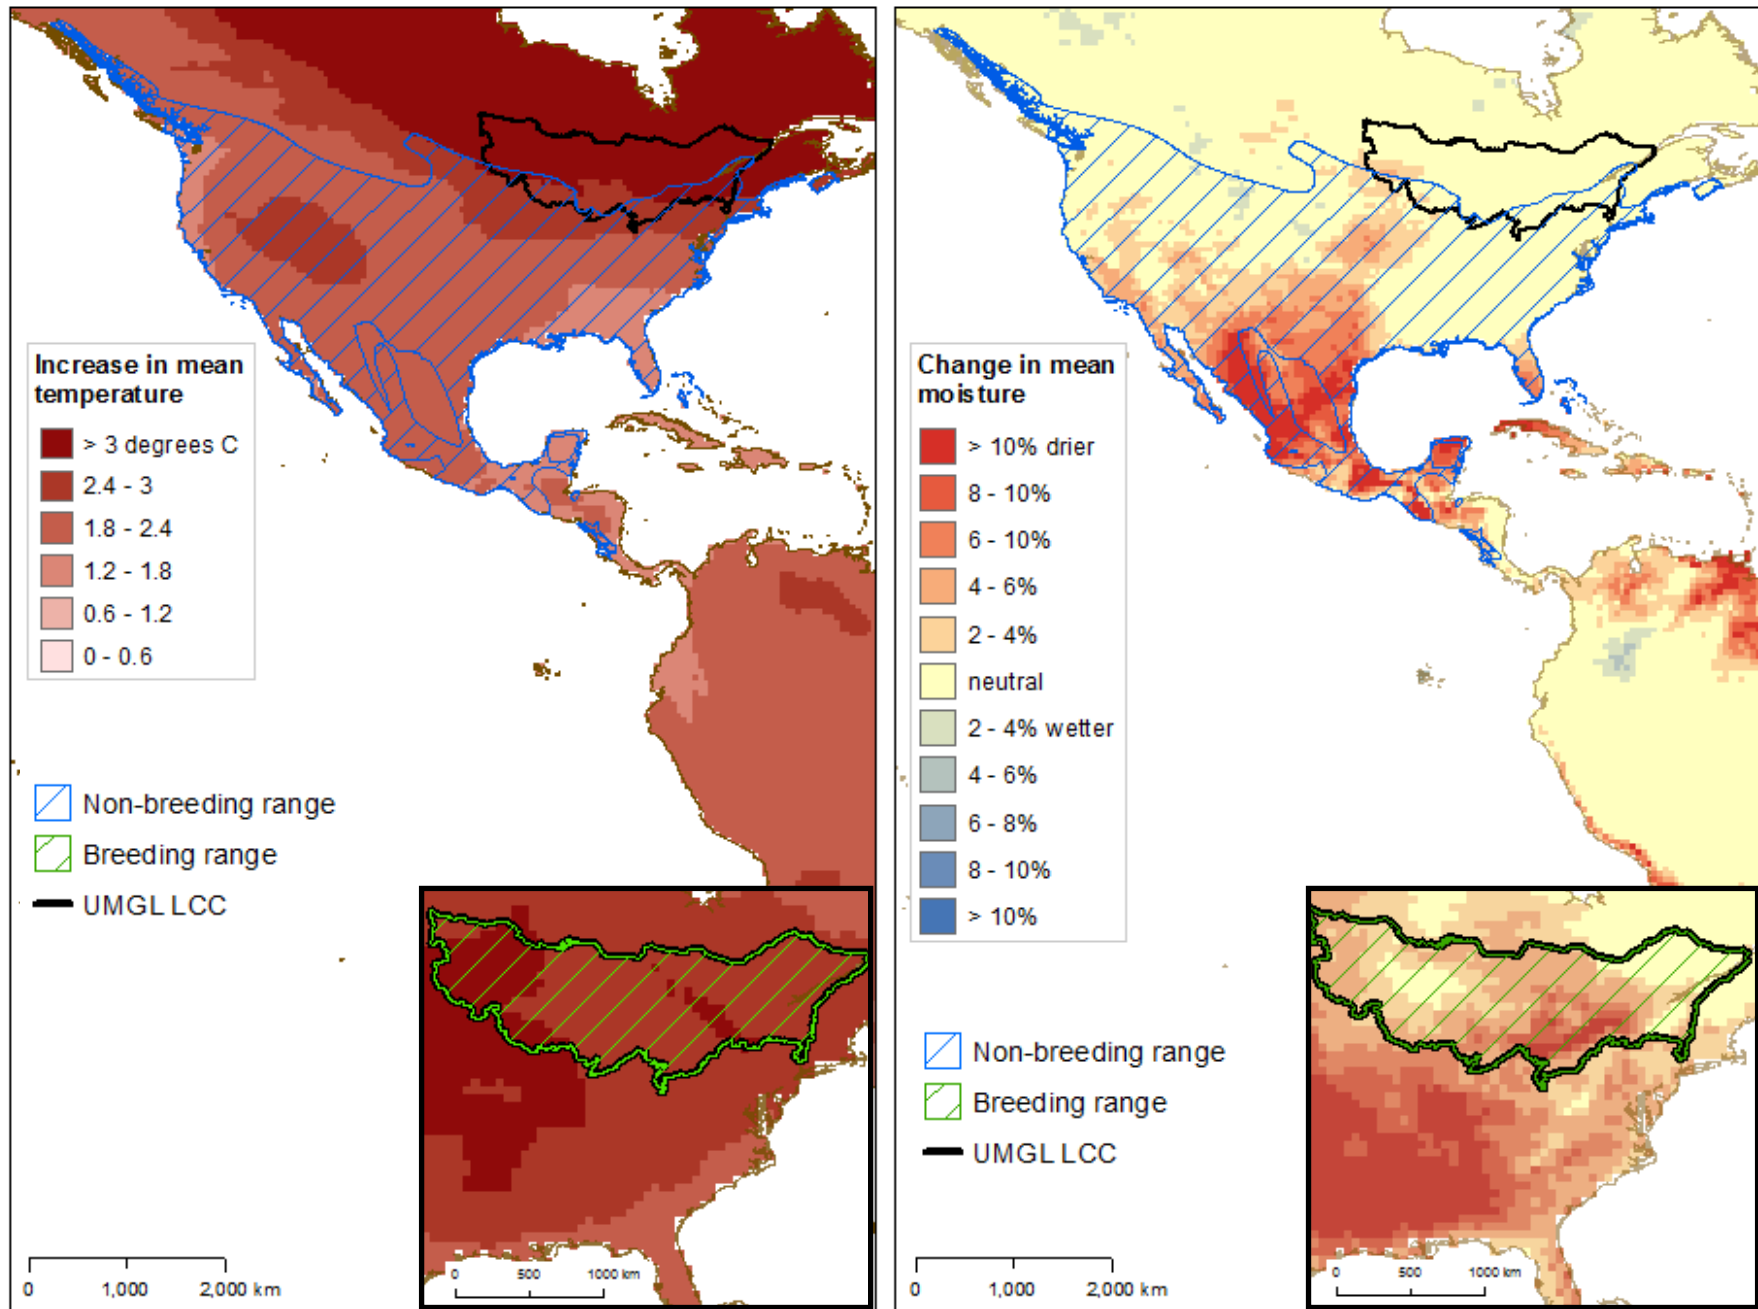 Increase in mean
temperature
> 3 degrees C
2.4 - 3
1.8 - 2.4
1.2 - 1.8
0.6 - 1.2
0 - 0.6
Non-breeding range
Breeding range
UMGL LCC
0 1,000 2,000 km
0 500 1000 km
Change in mean
moisture
> 10% drier
8 - 10%
6 - 10%
4 - 6%
2 - 4%
neutral
2 - 4% wetter
4 - 6%
6 - 8%
8 - 10%
> 10%
Non-breeding range
Breeding range
UMGL LCC
0 1,000 2,000 km
0 500 1000 km